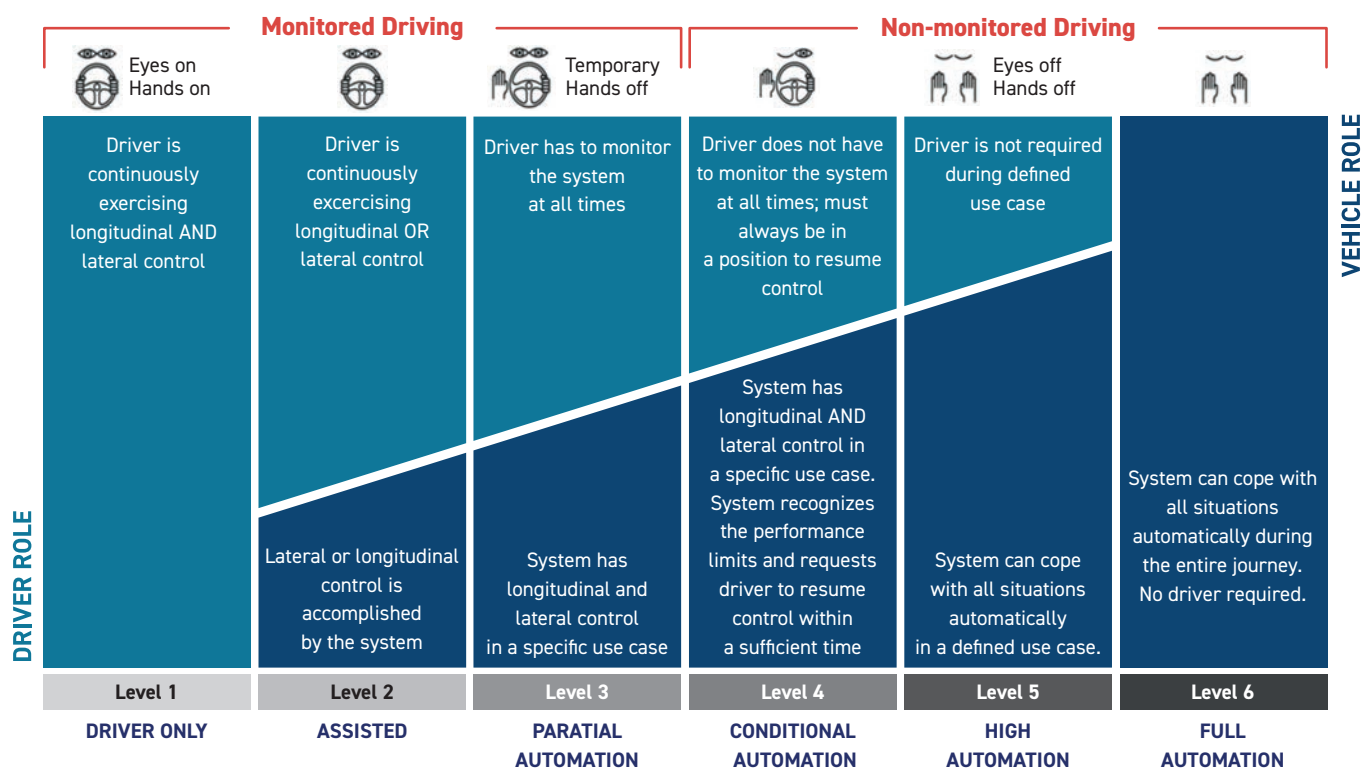 Monitored Driving
Non-monitored Driving
Eyes on
Hands on
Temporary
Hands off
Eyes off
Hands off
DRIVER ROLE
VEHICLE ROLE
Driver is
continuously
exercising
longitudinal AND
lateral control
Driver is
continuously
excercising
longitudinal OR
lateral control
Driver has to monitor
the system
at all times
Driver does not have
to monitor the system
at all times; must
always be in
a position to resume
control
Driver is not required
during defined
use case
Lateral or longitudinal
control is
accomplished
by the system
System has
longitudinal and
lateral control
in a specific use case
System has
longitudinal AND
lateral control in
a specific use case.
System recognizes
the performance
limits and requests
driver to resume
control within
a sufficient time
System can cope
with all situations
automatically
in a defined use case.
System can cope with
all situations
automatically during
the entire journey.
No driver required.
Level 1
Level 2
Level 3
Level 4
Level 5
Level 6
DRIVER ONLY
ASSISTED
PARATIAL
AUTOMATION
CONDITIONAL
AUTOMATION
HIGH
AUTOMATION
FULL
AUTOMATION